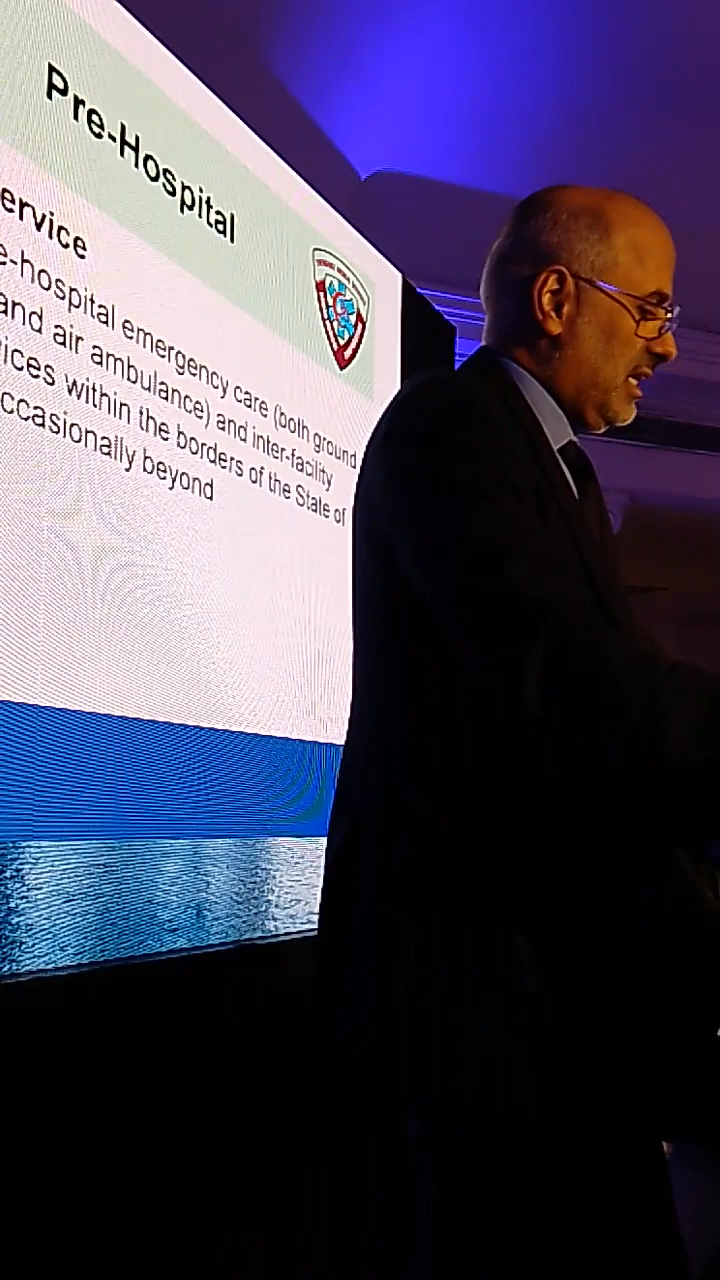 Pre-Hospital
ervice
e-hospital emergency care (both ground
and air ambulance) and inter-facility
ices within the borders of the State of
ccasionally beyond